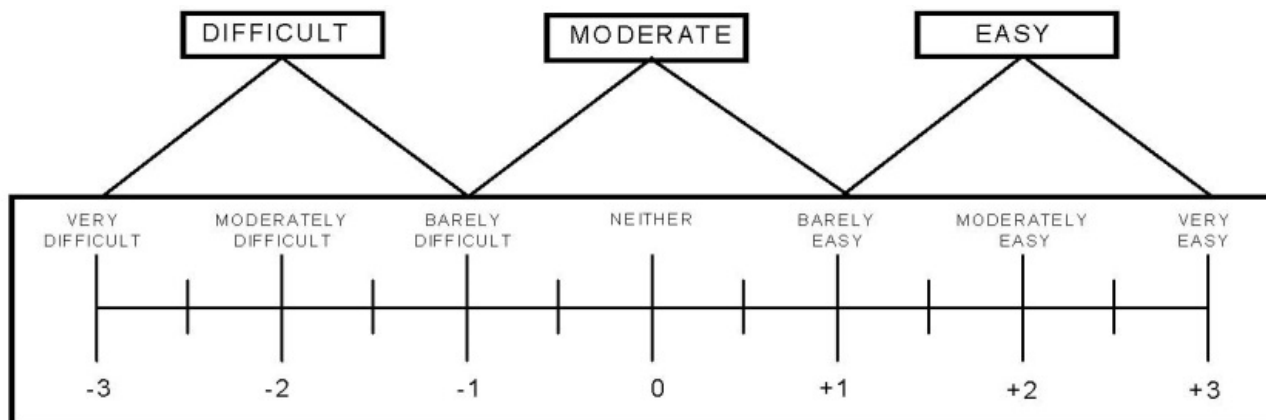 DIFFICULT
MODERATE
EASY
VERY
DIFFICULT
MODERATELY
DIFFICULT
BARELY
DIFFICULT
NEITHER
BARELY
EASY
MODERATELY
EASY
VERY
EASY
-3
-2
-1
0
+1
+2
+3